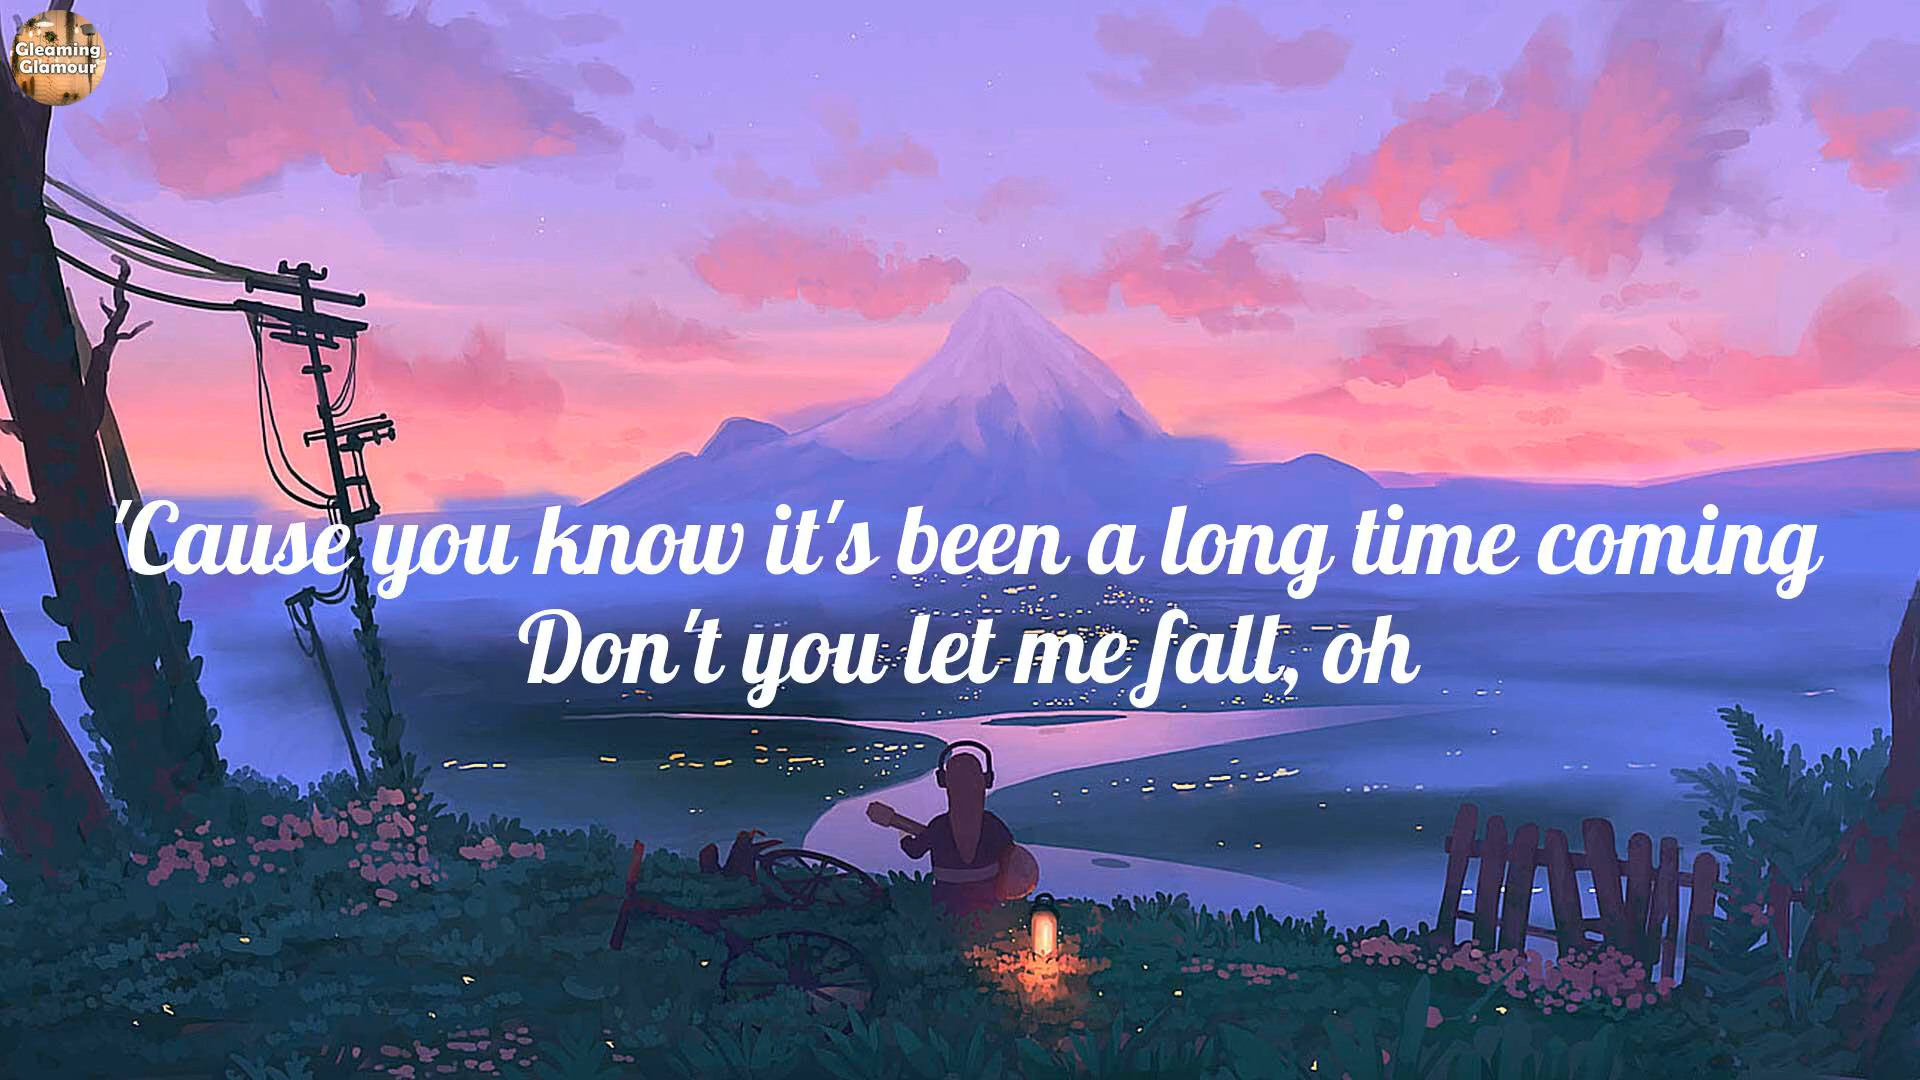 Gleaming
Glamour
'Cause you know it's been a long time coming
Don't you let me fall, oh